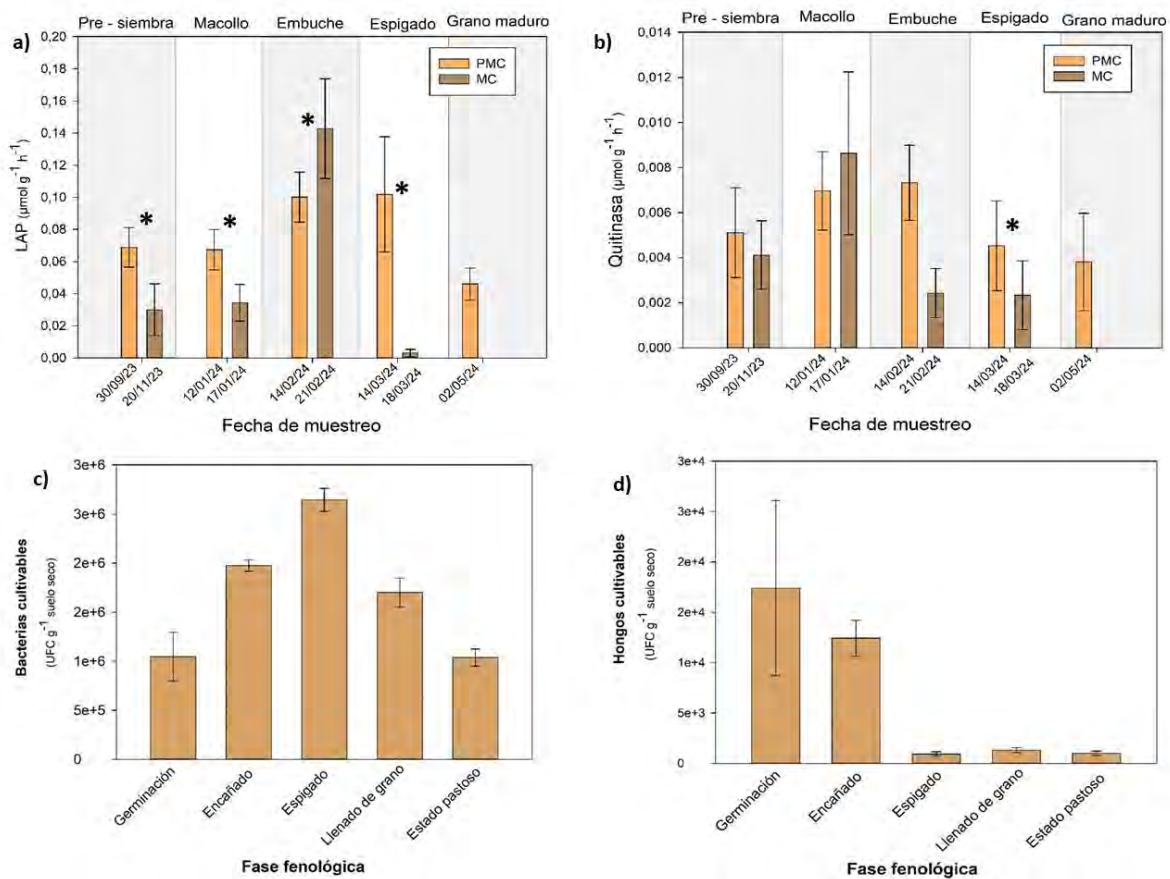 Pre - siembra Macollo Embuche Espigado Grano maduro
a)
0,20
0,18
0,16
0,14
0,12
0,10
0,08
0,06
0,04
0,02
0,00
LAP (µmol g⁻¹ h⁻¹)
PMC
MC
*
*
*
*
30/09/23
20/11/23
12/01/24
17/01/24
14/02/24
21/02/24
14/03/24
18/03/24
02/05/24
Fecha de muestreo
Pre - siembra Macollo Embuche Espigado Grano maduro
b)
0,014
0,012
0,010
0,008
0,006
0,004
0,002
0,000
Quitinasa (µmol g⁻¹ h⁻¹)
PMC
MC
*
30/09/23
20/11/23
12/01/24
17/01/24
14/02/24
21/02/24
14/03/24
18/03/24
02/05/24
Fecha de muestreo
c)
3e+6
3e+6
2e+6
2e+6
1e+6
5e+5
0
Bacterias cultivables
(UFC g⁻¹ suelo seco)
Germinación
Encañado
Espigado
Llenado de grano
Estado pastoso
Fase fenológica
d)
3e+4
3e+4
2e+4
2e+4
1e+4
5e+3
0
Hongos cultivables
(UFC g⁻¹ suelo seco)
Germinación
Encañado
Espigado
Llenado de grano
Estado pastoso
Fase fenológica